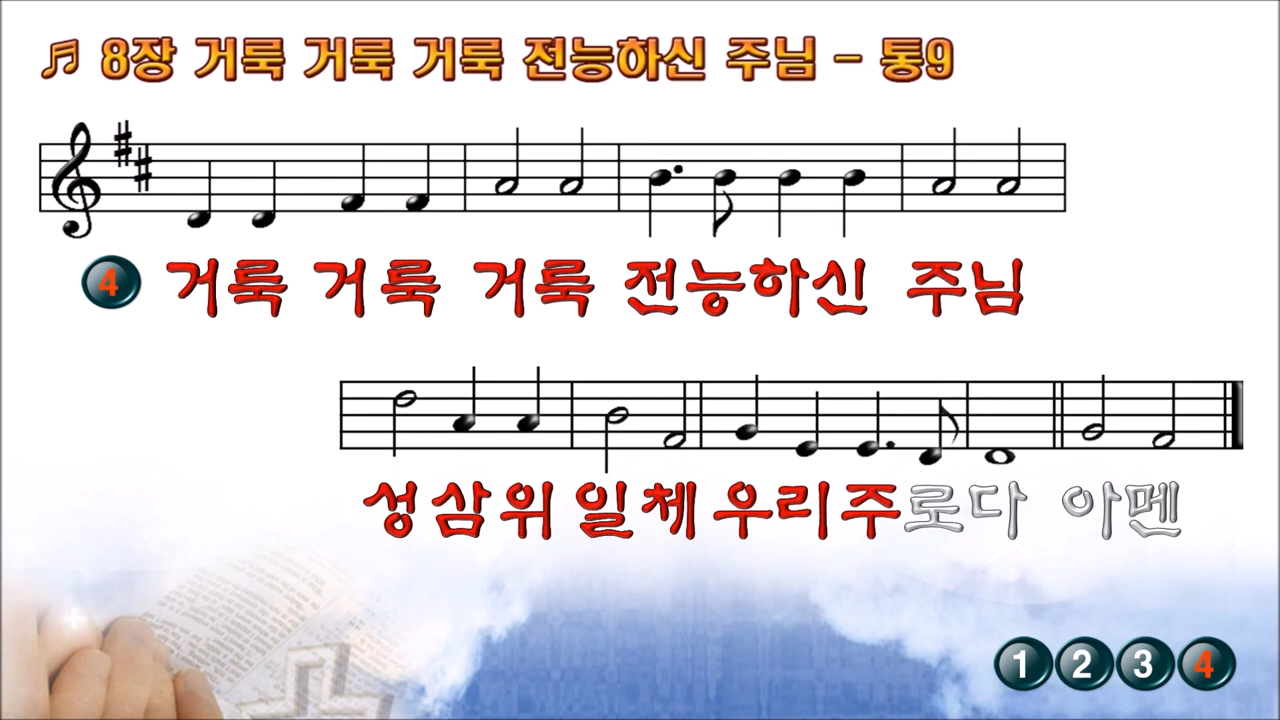 ♬ 8장 거룩 거룩 거룩 전능하신 주님 - 통9
4 거룩 거룩 거룩 전능하신 주님
성삼위 일체 우리주로다 아멘
1 2 3 4